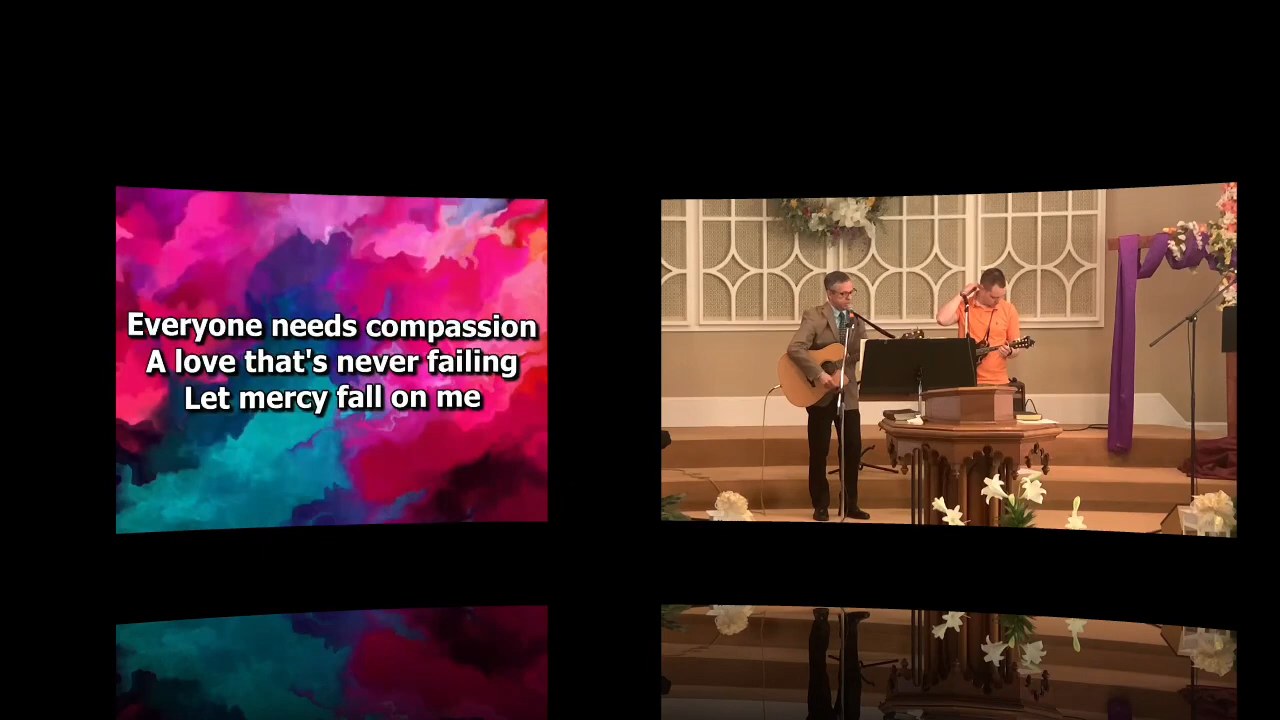 Everyone needs compassion
A love that's never failing
Let mercy fall on me